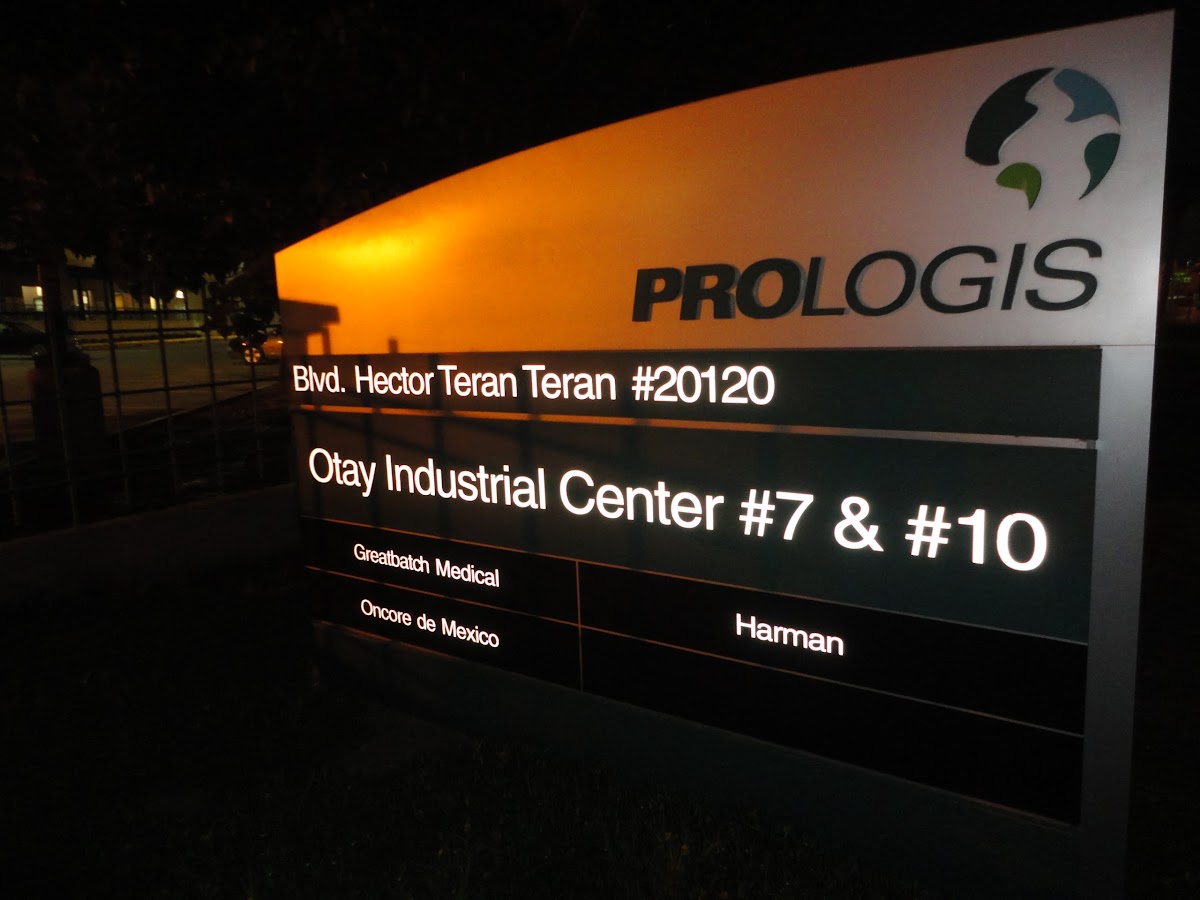 PROLOGIS
Blvd. Hector Teran Teran #20120
Otay Industrial Center #7 & #10
Greatbatch Medical
Harman
Oncore de Mexico